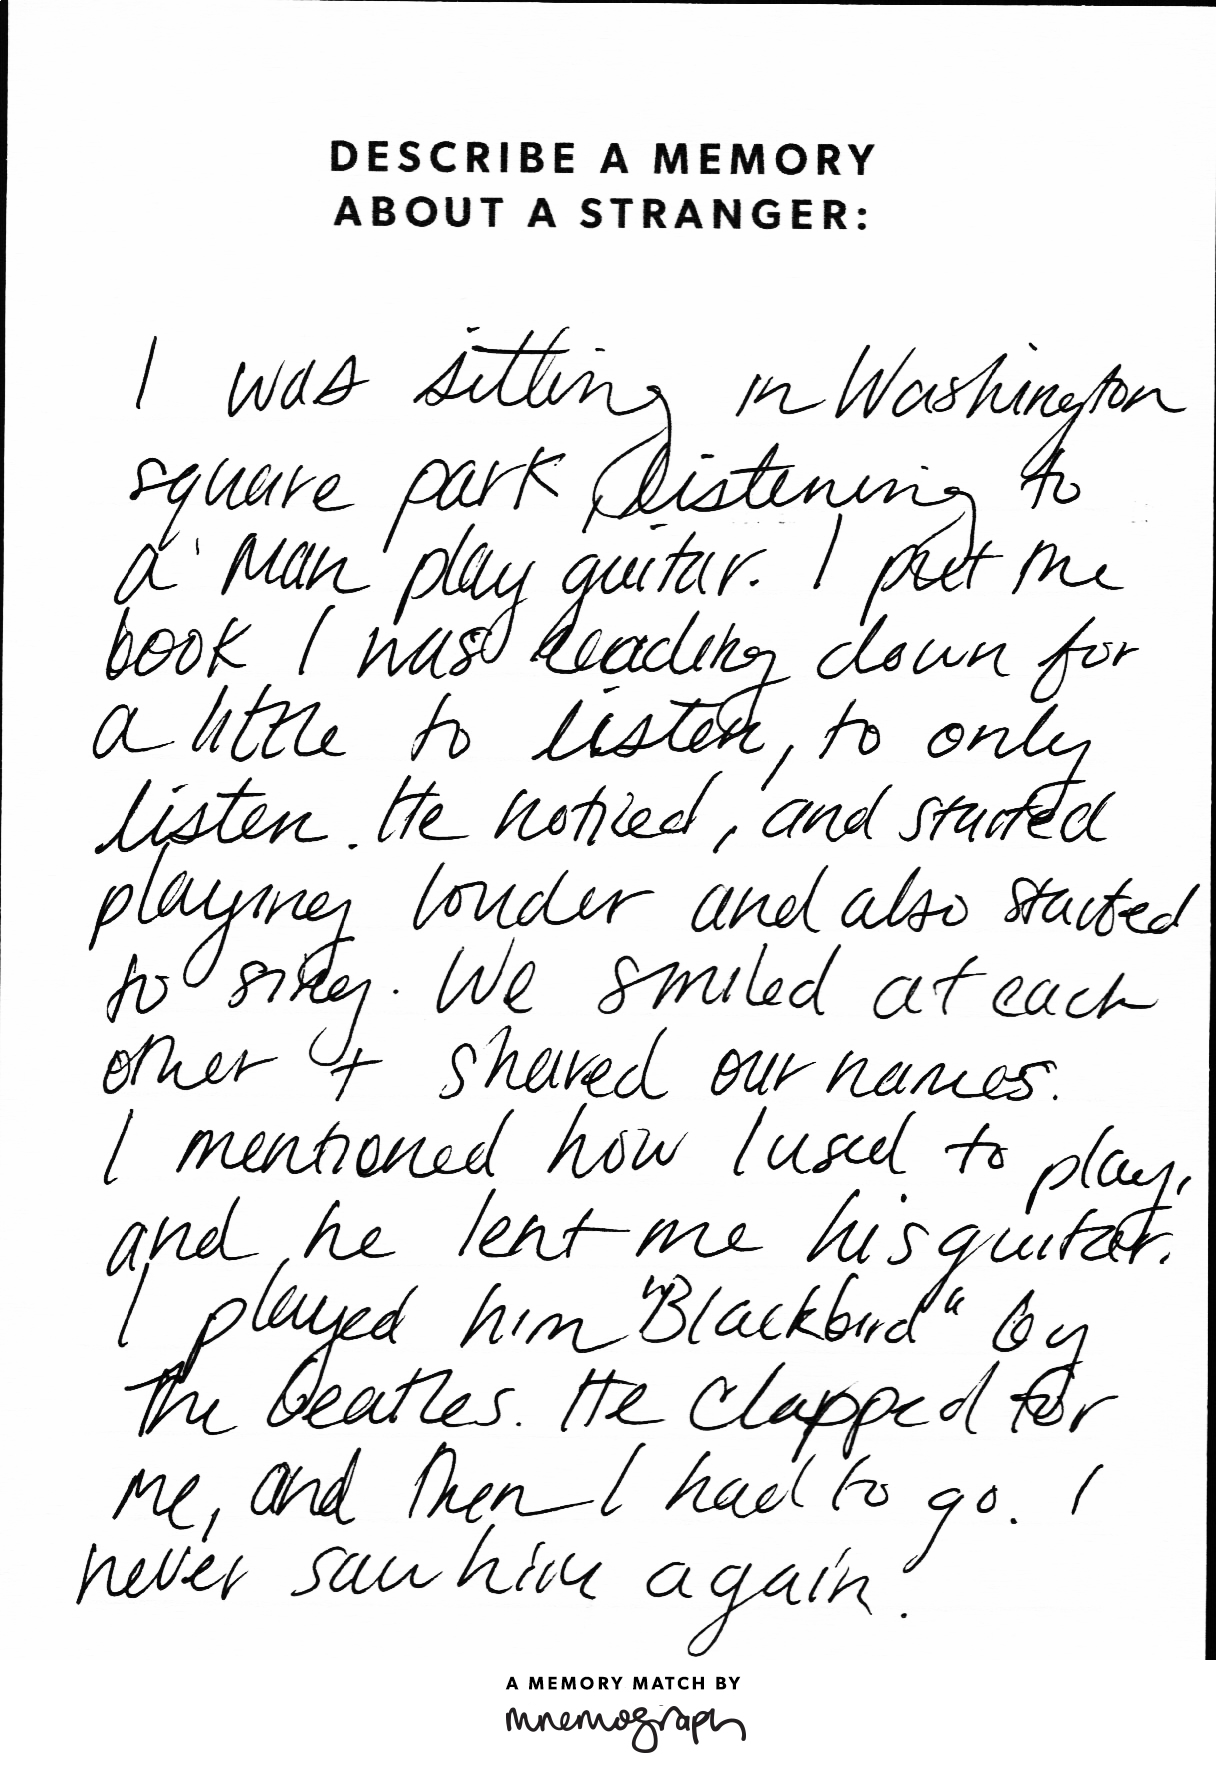 DESCRIBE A MEMORY
ABOUT A STRANGER:
I was sitting in Washington
square park listening to
a man play guitar. I put the
book I was reading down for
a little to listen, to only
listen. He noticed, and started
playing louder and also started
to sing. We smiled at each
other + shared our names.
I mentioned how I used to play,
and he lent me his guitar.
I played him "Blackbird" by
The Beatles. He clapped for
me, and then I had to go. I
never saw him again.
A MEMORY MATCH BY
mnemograph